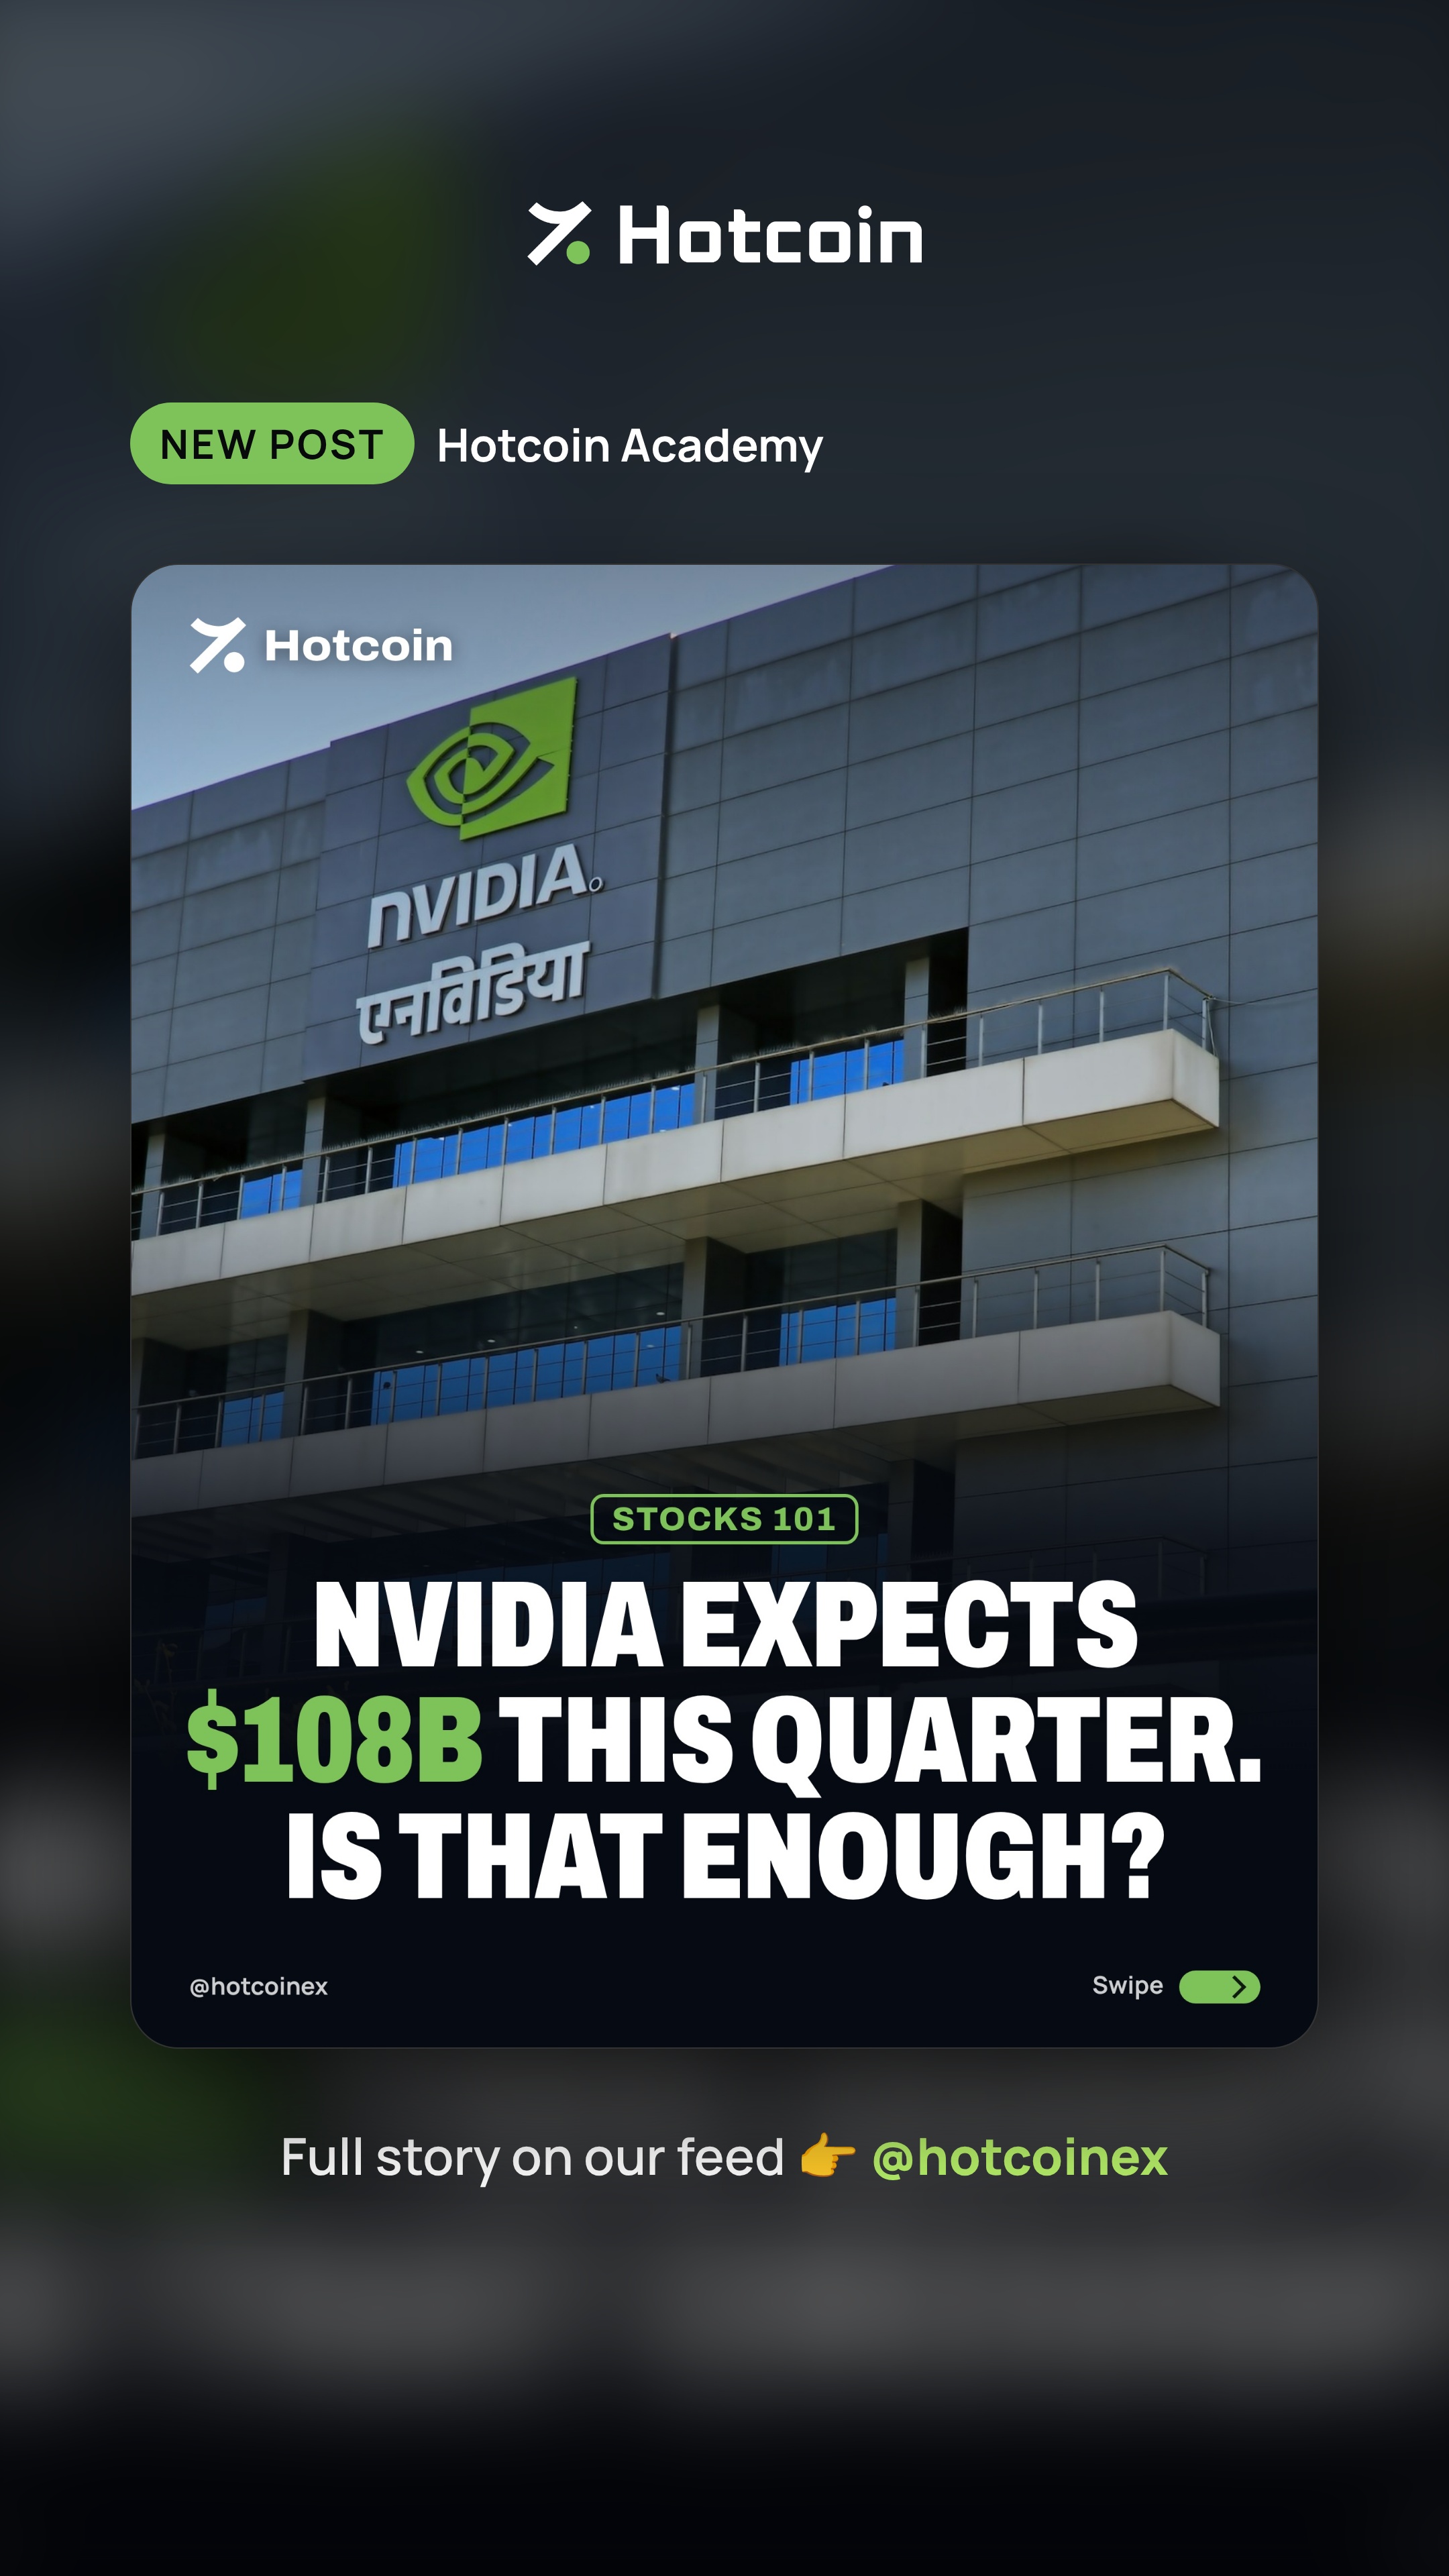 Hotcoin
NEW POST Hotcoin Academy
Hotcoin
NVIDIA
एनविडिया
STOCKS 101
NVIDIA EXPECTS
$108B THIS QUARTER.
IS THAT ENOUGH?
@hotcoinex
Swipe
Full story on our feed 👉 @hotcoinex